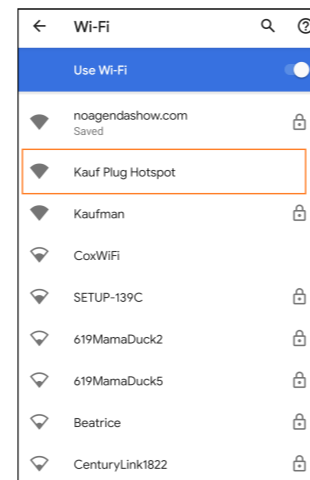 Wi-Fi
Use Wi-Fi
noagendashow.com
Saved
Kauf Plug Hotspot
Kaufman
CoxWiFi
SETUP-139C
619MamaDuck2
619MamaDuck5
Beatrice
CenturyLink1822